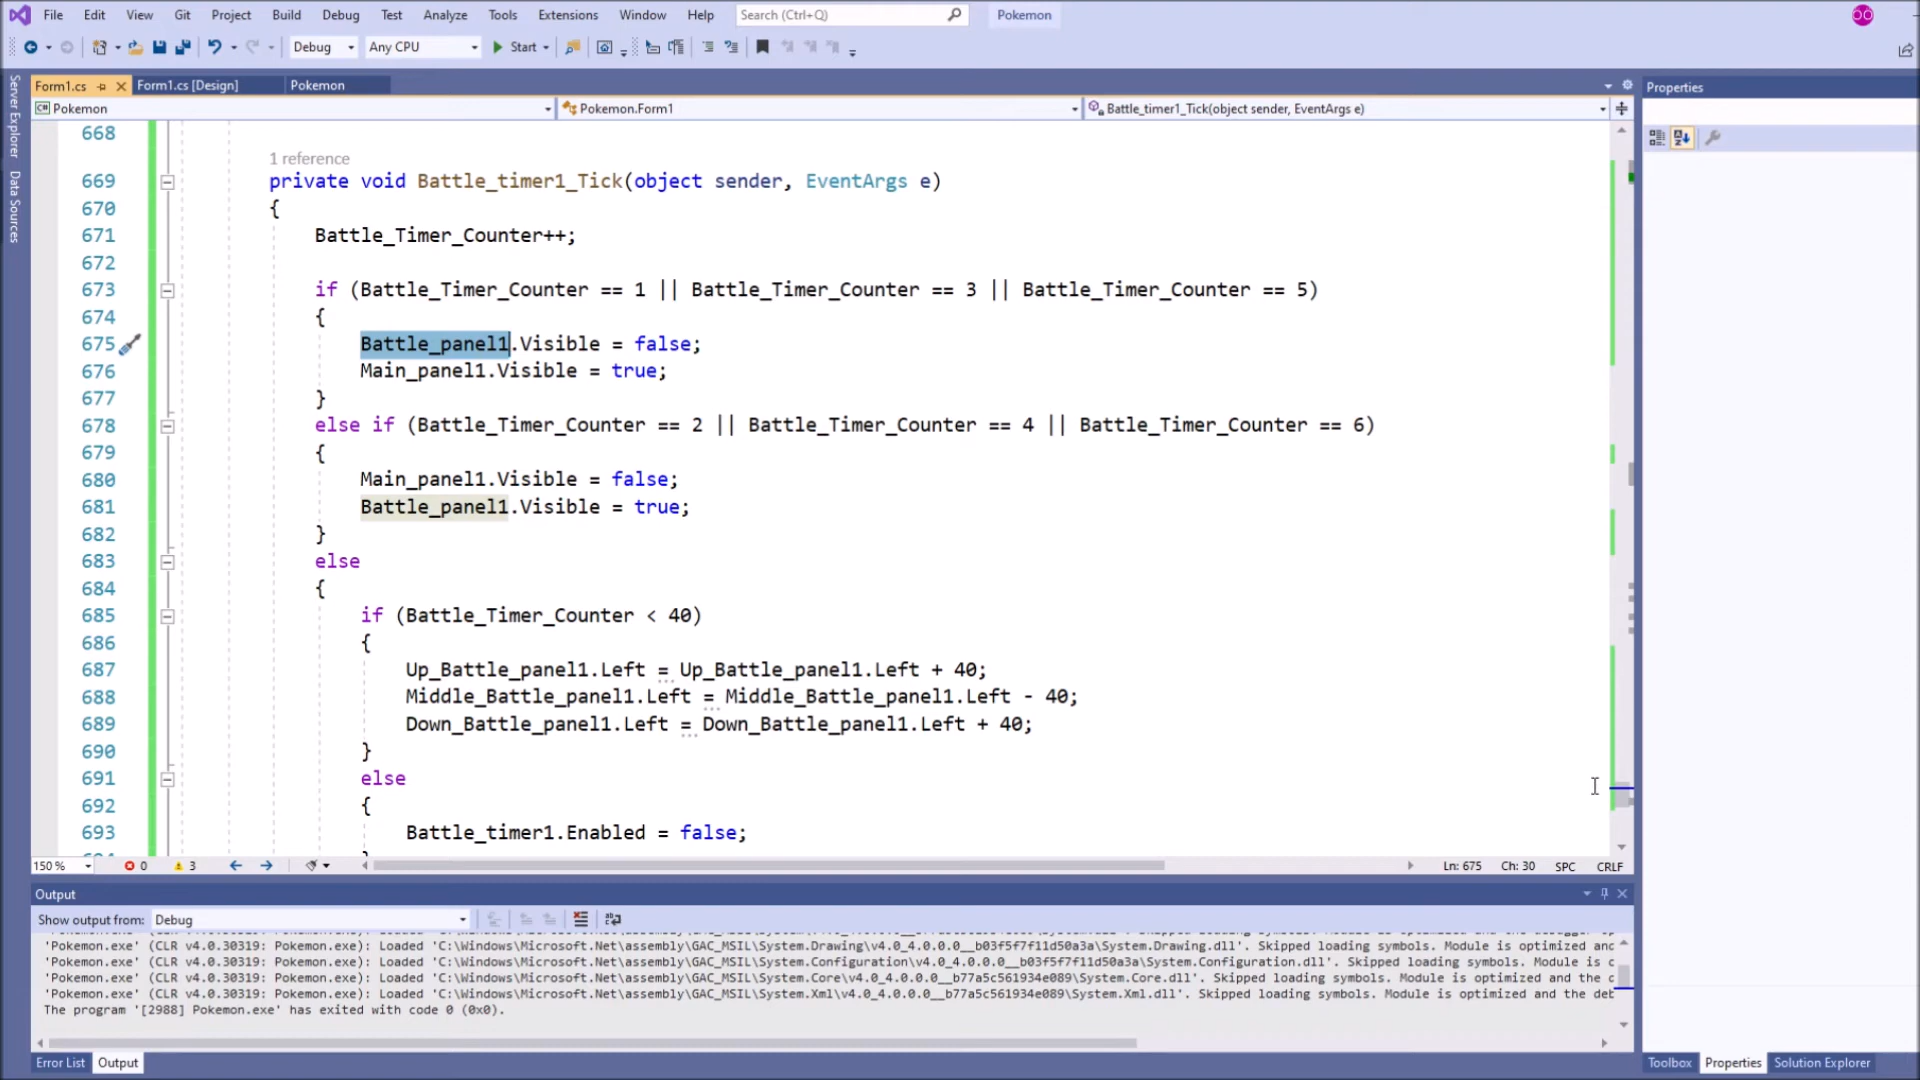 File Edit View Git Project Build Debug Test Analyze Tools Extensions Window Help Search (Ctrl+Q) Pokemon
Debug Any CPU Start
Server Explorer
Data Sources
Form1.cs Form1.cs [Design] Pokemon
Pokemon Pokemon.Form1 Battle_timer1_Tick(object sender, EventArgs e)
668
1 reference
669 private void Battle_timer1_Tick(object sender, EventArgs e)
670 {
671 Battle_Timer_Counter++;
672
673 if (Battle_Timer_Counter == 1 || Battle_Timer_Counter == 3 || Battle_Timer_Counter == 5)
674 {
675 Battle_panel1.Visible = false;
676 Main_panel1.Visible = true;
677 }
678 else if (Battle_Timer_Counter == 2 || Battle_Timer_Counter == 4 || Battle_Timer_Counter == 6)
679 {
680 Main_panel1.Visible = false;
681 Battle_panel1.Visible = true;
682 }
683 else
684 {
685 if (Battle_Timer_Counter < 40)
686 {
687 Up_Battle_panel1.Left = Up_Battle_panel1.Left + 40;
688 Middle_Battle_panel1.Left = Middle_Battle_panel1.Left - 40;
689 Down_Battle_panel1.Left = Down_Battle_panel1.Left + 40;
690 }
691 else
692 {
693 Battle_timer1.Enabled = false;
150 % 0 3 Ln: 675 Ch: 30 SPC CRLF
Output
Show output from: Debug
'Pokemon.exe' (CLR v4.0.30319: Pokemon.exe): Loaded 'C:\Windows\Microsoft.Net\assembly\GAC_MSIL\System.Drawing\v4.0_4.0.0.0__b03f5f7f11d50a3a\System.Drawing.dll'. Skipped loading symbols. Module is optimized and
'Pokemon.exe' (CLR v4.0.30319: Pokemon.exe): Loaded 'C:\Windows\Microsoft.Net\assembly\GAC_MSIL\System.Configuration\v4.0_4.0.0.0__b03f5f7f11d50a3a\System.Configuration.dll'. Skipped loading symbols. Module is
'Pokemon.exe' (CLR v4.0.30319: Pokemon.exe): Loaded 'C:\Windows\Microsoft.Net\assembly\GAC_MSIL\System.Core\v4.0_4.0.0.0__b77a5c561934e089\System.Core.dll'. Skipped loading symbols. Module is optimized and the
'Pokemon.exe' (CLR v4.0.30319: Pokemon.exe): Loaded 'C:\Windows\Microsoft.Net\assembly\GAC_MSIL\System.Xml\v4.0_4.0.0.0__b77a5c561934e089\System.Xml.dll'. Skipped loading symbols. Module is optimized and the deb
The program '[2988] Pokemon.exe' has exited with code 0 (0x0).
Error List Output
Properties
Toolbox Properties Solution Explorer